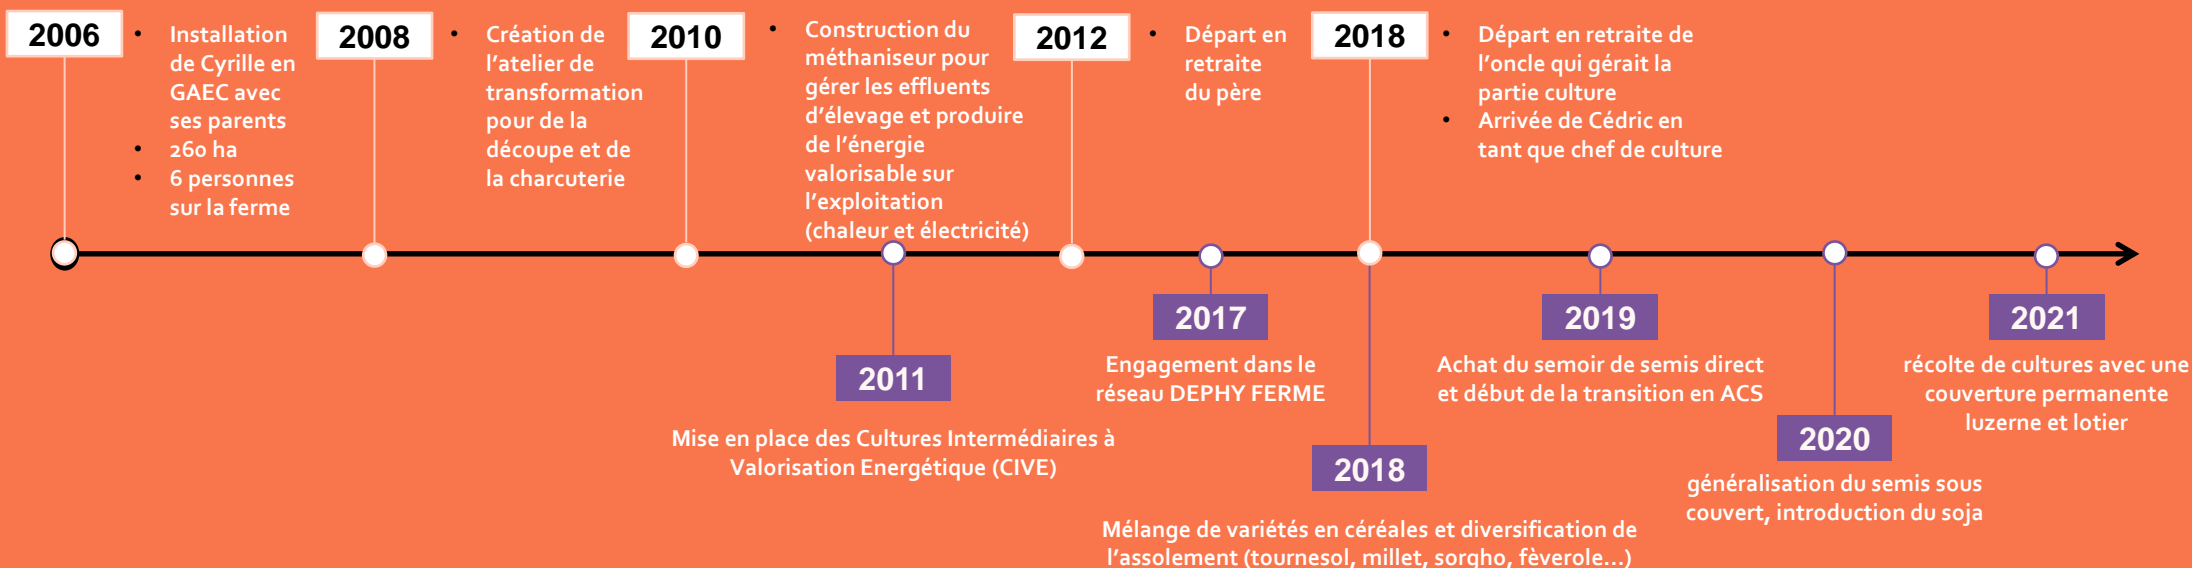 2006
• Installation
de Cyrille en
GAEC avec
ses parents
• 260 ha
• 6 personnes
sur la ferme
2008
• Création de
l'atelier de
transformation
pour de la
découpe et de
la charcuterie
2010
• Construction du
méthaniseur pour
gérer les effluents
d'élevage et produire
de l'énergie
valorisable sur
l'exploitation
(chaleur et électricité)
2012
• Départ en
retraite
du père
2018
• Départ en retraite de
l'oncle qui gérait la
partie culture
• Arrivée de Cédric en
tant que chef de culture
2011
Mise en place des Cultures Intermédiaires à
Valorisation Energétique (CIVE)
2017
Engagement dans le
réseau DEPHY FERME
2018
Mélange de variétés en céréales et diversification de
l'assolement (tournesol, millet, sorgho, fèverole...)
2019
Achat du semoir de semis direct
et début de la transition en ACS
2020
généralisation du semis sous
couvert, introduction du soja
2021
récolte de cultures avec une
couverture permanente
luzerne et lotier